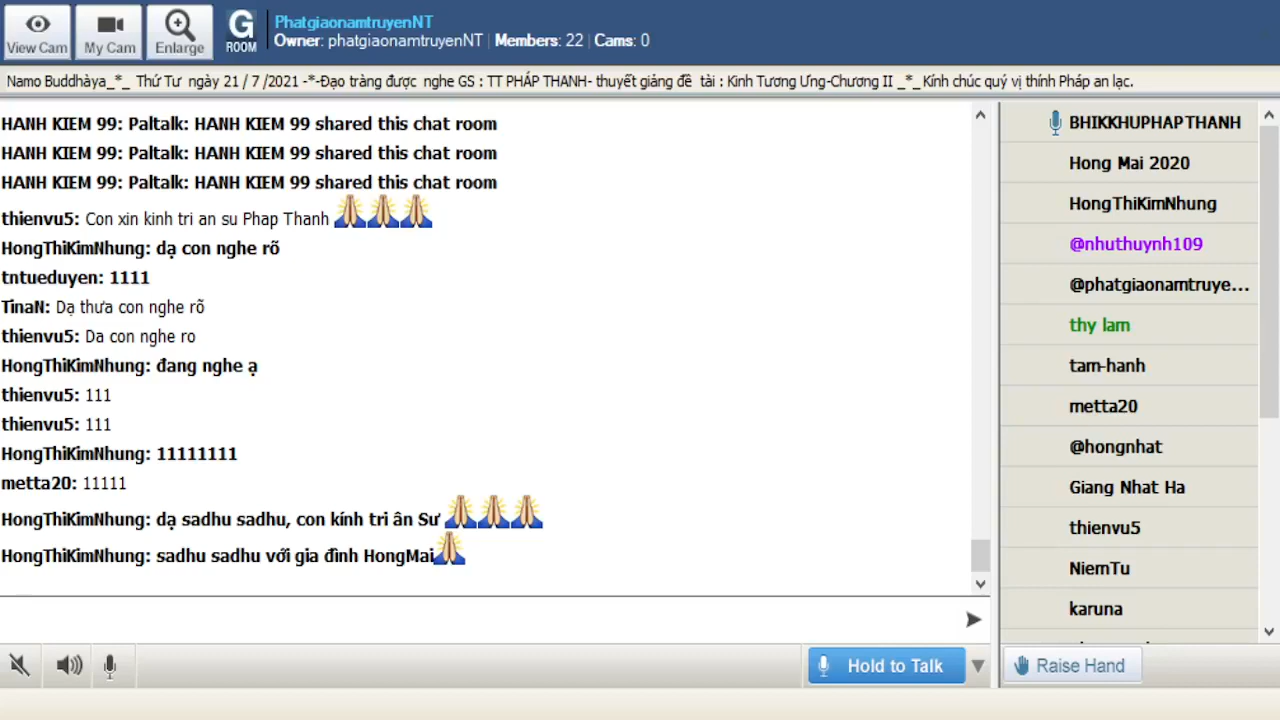 View Cam
My Cam
Enlarge
G
ROOM
PhatgiaonamtruyenNT
Owner: phatgiaonamtruyenNT | Members: 22 | Cams: 0
Namo Buddhàya_*_ Thứ Tư ngày 21 / 7 /2021 -*-Đạo tràng được nghe GS : TT PHÁP THANH- thuyết giảng đề tài : Kinh Tương Ưng-Chương II _*_Kính chúc quý vị thính Pháp an lạc.
HANH KIEM 99: Paltalk: HANH KIEM 99 shared this chat room
HANH KIEM 99: Paltalk: HANH KIEM 99 shared this chat room
HANH KIEM 99: Paltalk: HANH KIEM 99 shared this chat room
thienvu5: Con xin kinh tri an su Phap Thanh 🙏🙏🙏
HongThiKimNhung: dạ con nghe rõ
tntueduyen: 1111
TinaN: Dạ thưa con nghe rõ
thienvu5: Da con nghe ro
HongThiKimNhung: đang nghe ạ
thienvu5: 111
thienvu5: 111
HongThiKimNhung: 11111111
metta20: 11111
HongThiKimNhung: dạ sadhu sadhu, con kính tri ân Sư 🙏🙏🙏
HongThiKimNhung: sadhu sadhu với gia đình HongMai🙏
BHIKKHUPHAPTHANH
Hong Mai 2020
HongThiKimNhung
@nhuthuynh109
@phatgiaonamtruye...
thy lam
tam-hanh
metta20
@hongnhat
Giang Nhat Ha
thienvu5
NiemTu
karuna
Hold to Talk
Raise Hand